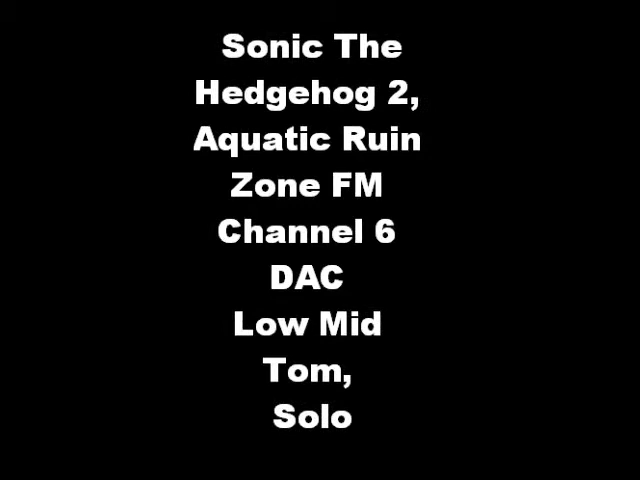 Sonic The
Hedgehog 2,
Aquatic Ruin
Zone FM
Channel 6
DAC
Low Mid
Tom,
Solo